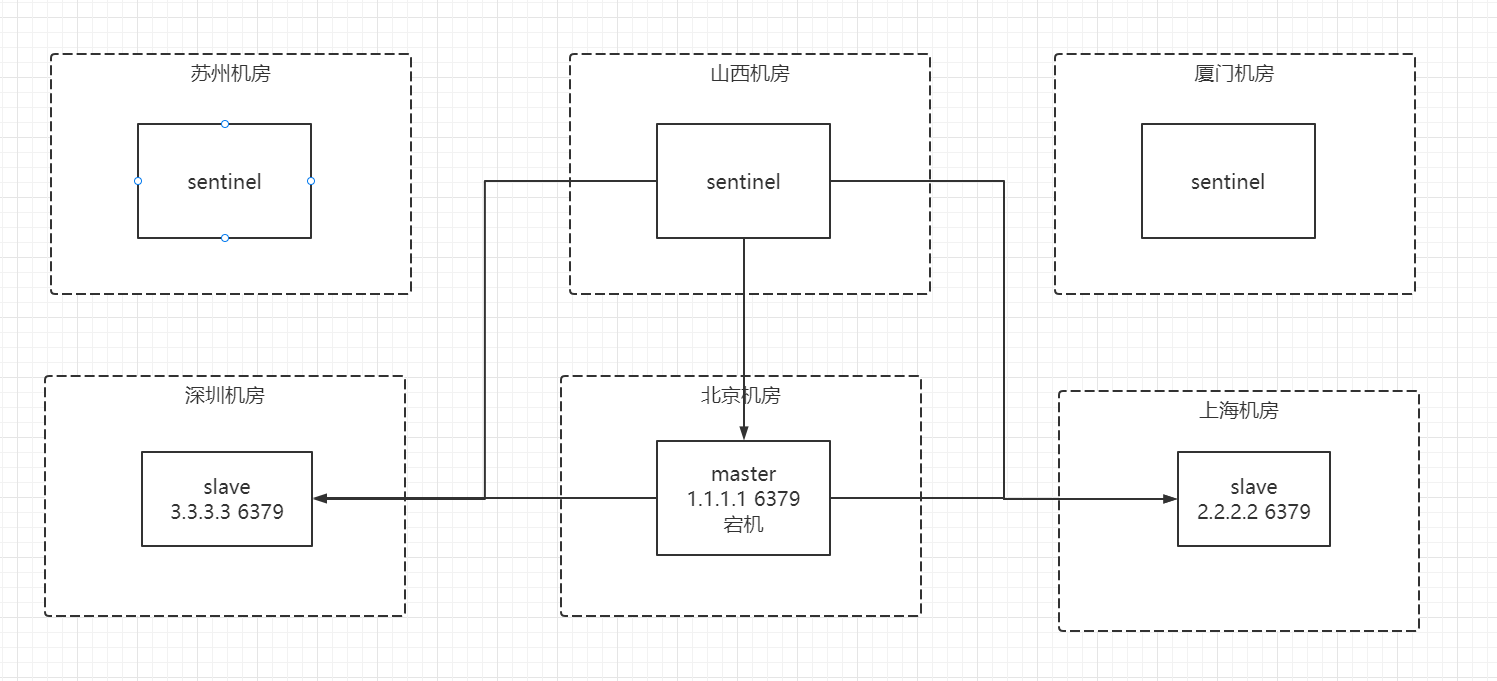 苏州机房
sentinel
山西机房
sentinel
厦门机房
sentinel
深圳机房
slave
3.3.3.3 6379
北京机房
master
1.1.1.1 6379
宕机
上海机房
slave
2.2.2.2 6379